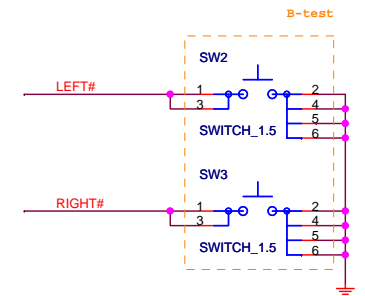 B-test
SW2
LEFT#
1 2
3 4
5
6
SWITCH_1.5
SW3
RIGHT#
1 2
3 4
5
6
SWITCH_1.5